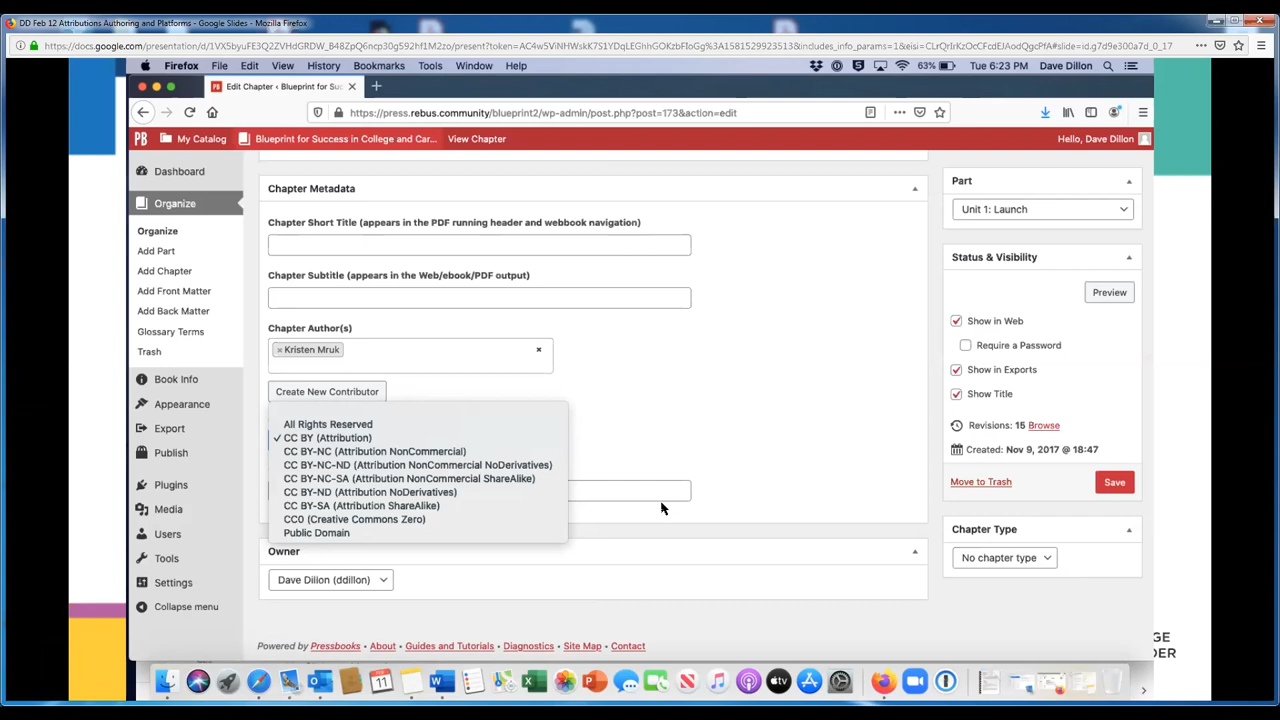 DD Feb 12 Attributions Authoring and Platforms - Google Slides - Mozilla Firefox
Firefox File Edit View History Bookmarks Tools Window Help 63% Tue 6:23 PM Dave Dillon
Edit Chapter ‹ Blueprint for Suc
https://press.rebus.community/blueprint2/wp-admin/post.php?post=173&action=edit
PB My Catalog Blueprint for Success in College and Car... View Chapter Hello, Dave Dillon
Dashboard
Organize
Organize
Add Part
Add Chapter
Add Front Matter
Add Back Matter
Glossary Terms
Trash
Book Info
Appearance
Export
Publish
Plugins
Media
Users
Tools
Settings
Collapse menu
Chapter Metadata
Chapter Short Title (appears in the PDF running header and webbook navigation)
Chapter Subtitle (appears in the Web/ebook/PDF output)
Chapter Author(s)
× Kristen Mruk ×
Create New Contributor
All Rights Reserved
✓ CC BY (Attribution)
CC BY-NC (Attribution NonCommercial)
CC BY-NC-ND (Attribution NonCommercial NoDerivatives)
CC BY-NC-SA (Attribution NonCommercial ShareAlike)
CC BY-ND (Attribution NoDerivatives)
CC BY-SA (Attribution ShareAlike)
CC0 (Creative Commons Zero)
Public Domain
Owner
Dave Dillon (ddillon)
Powered by Pressbooks • About • Guides and Tutorials • Diagnostics • Site Map • Contact
Part
Unit 1: Launch
Status & Visibility
Preview
Show in Web
Require a Password
Show in Exports
Show Title
Revisions: 15 Browse
Created: Nov 9, 2017 @ 18:47
Move to Trash Save
Chapter Type
No chapter type
GE
DER